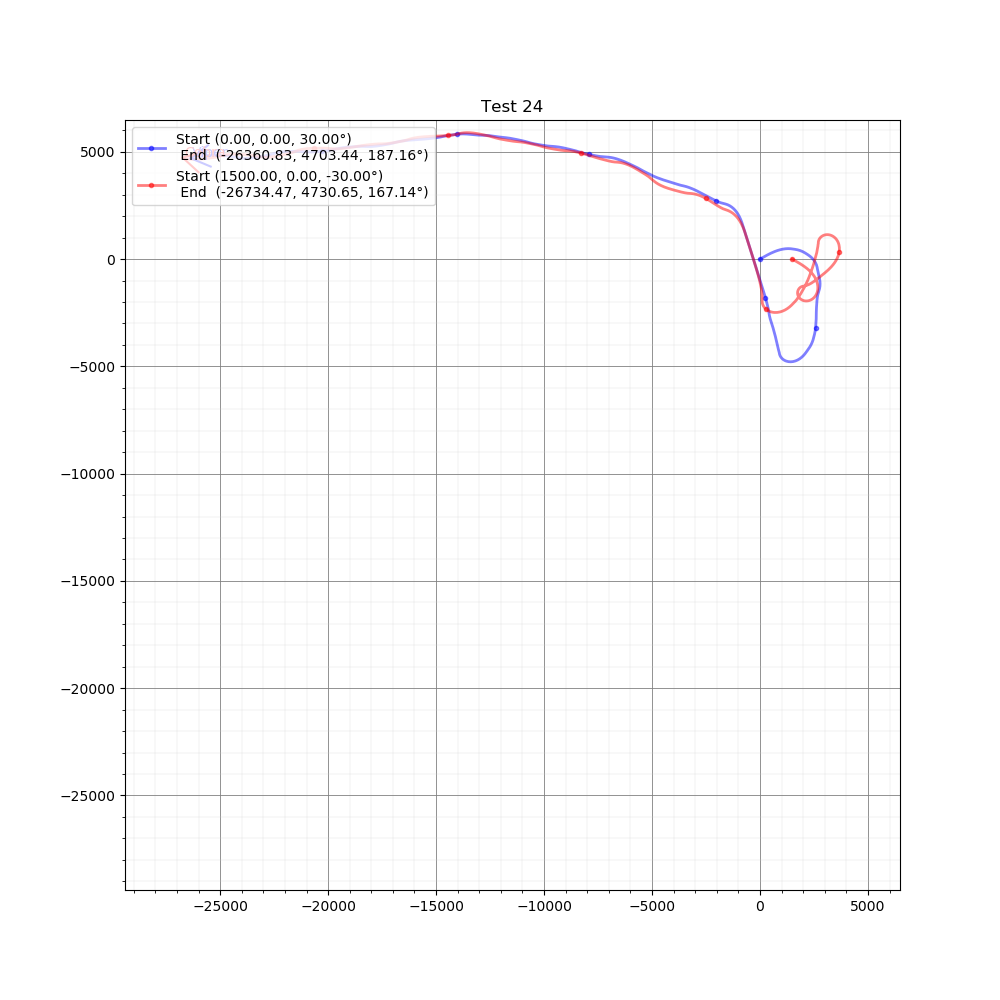 Test 24
Start (0.00, 0.00, 30.00°)
End (-26360.83, 4703.44, 187.16°)
Start (1500.00, 0.00, -30.00°)
End (-26734.47, 4730.65, 167.14°)
5000
0
−5000
−10000
−15000
−20000
−25000
−25000 −20000 −15000 −10000 −5000 0 5000